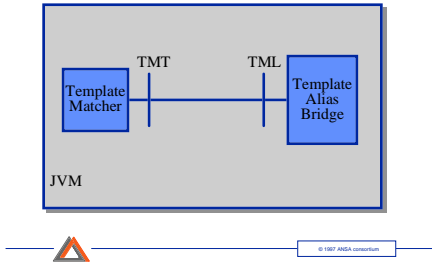 TMT
TML
Template
Matcher
Template
Alias
Bridge
JVM
© 1997 ANSA consortium